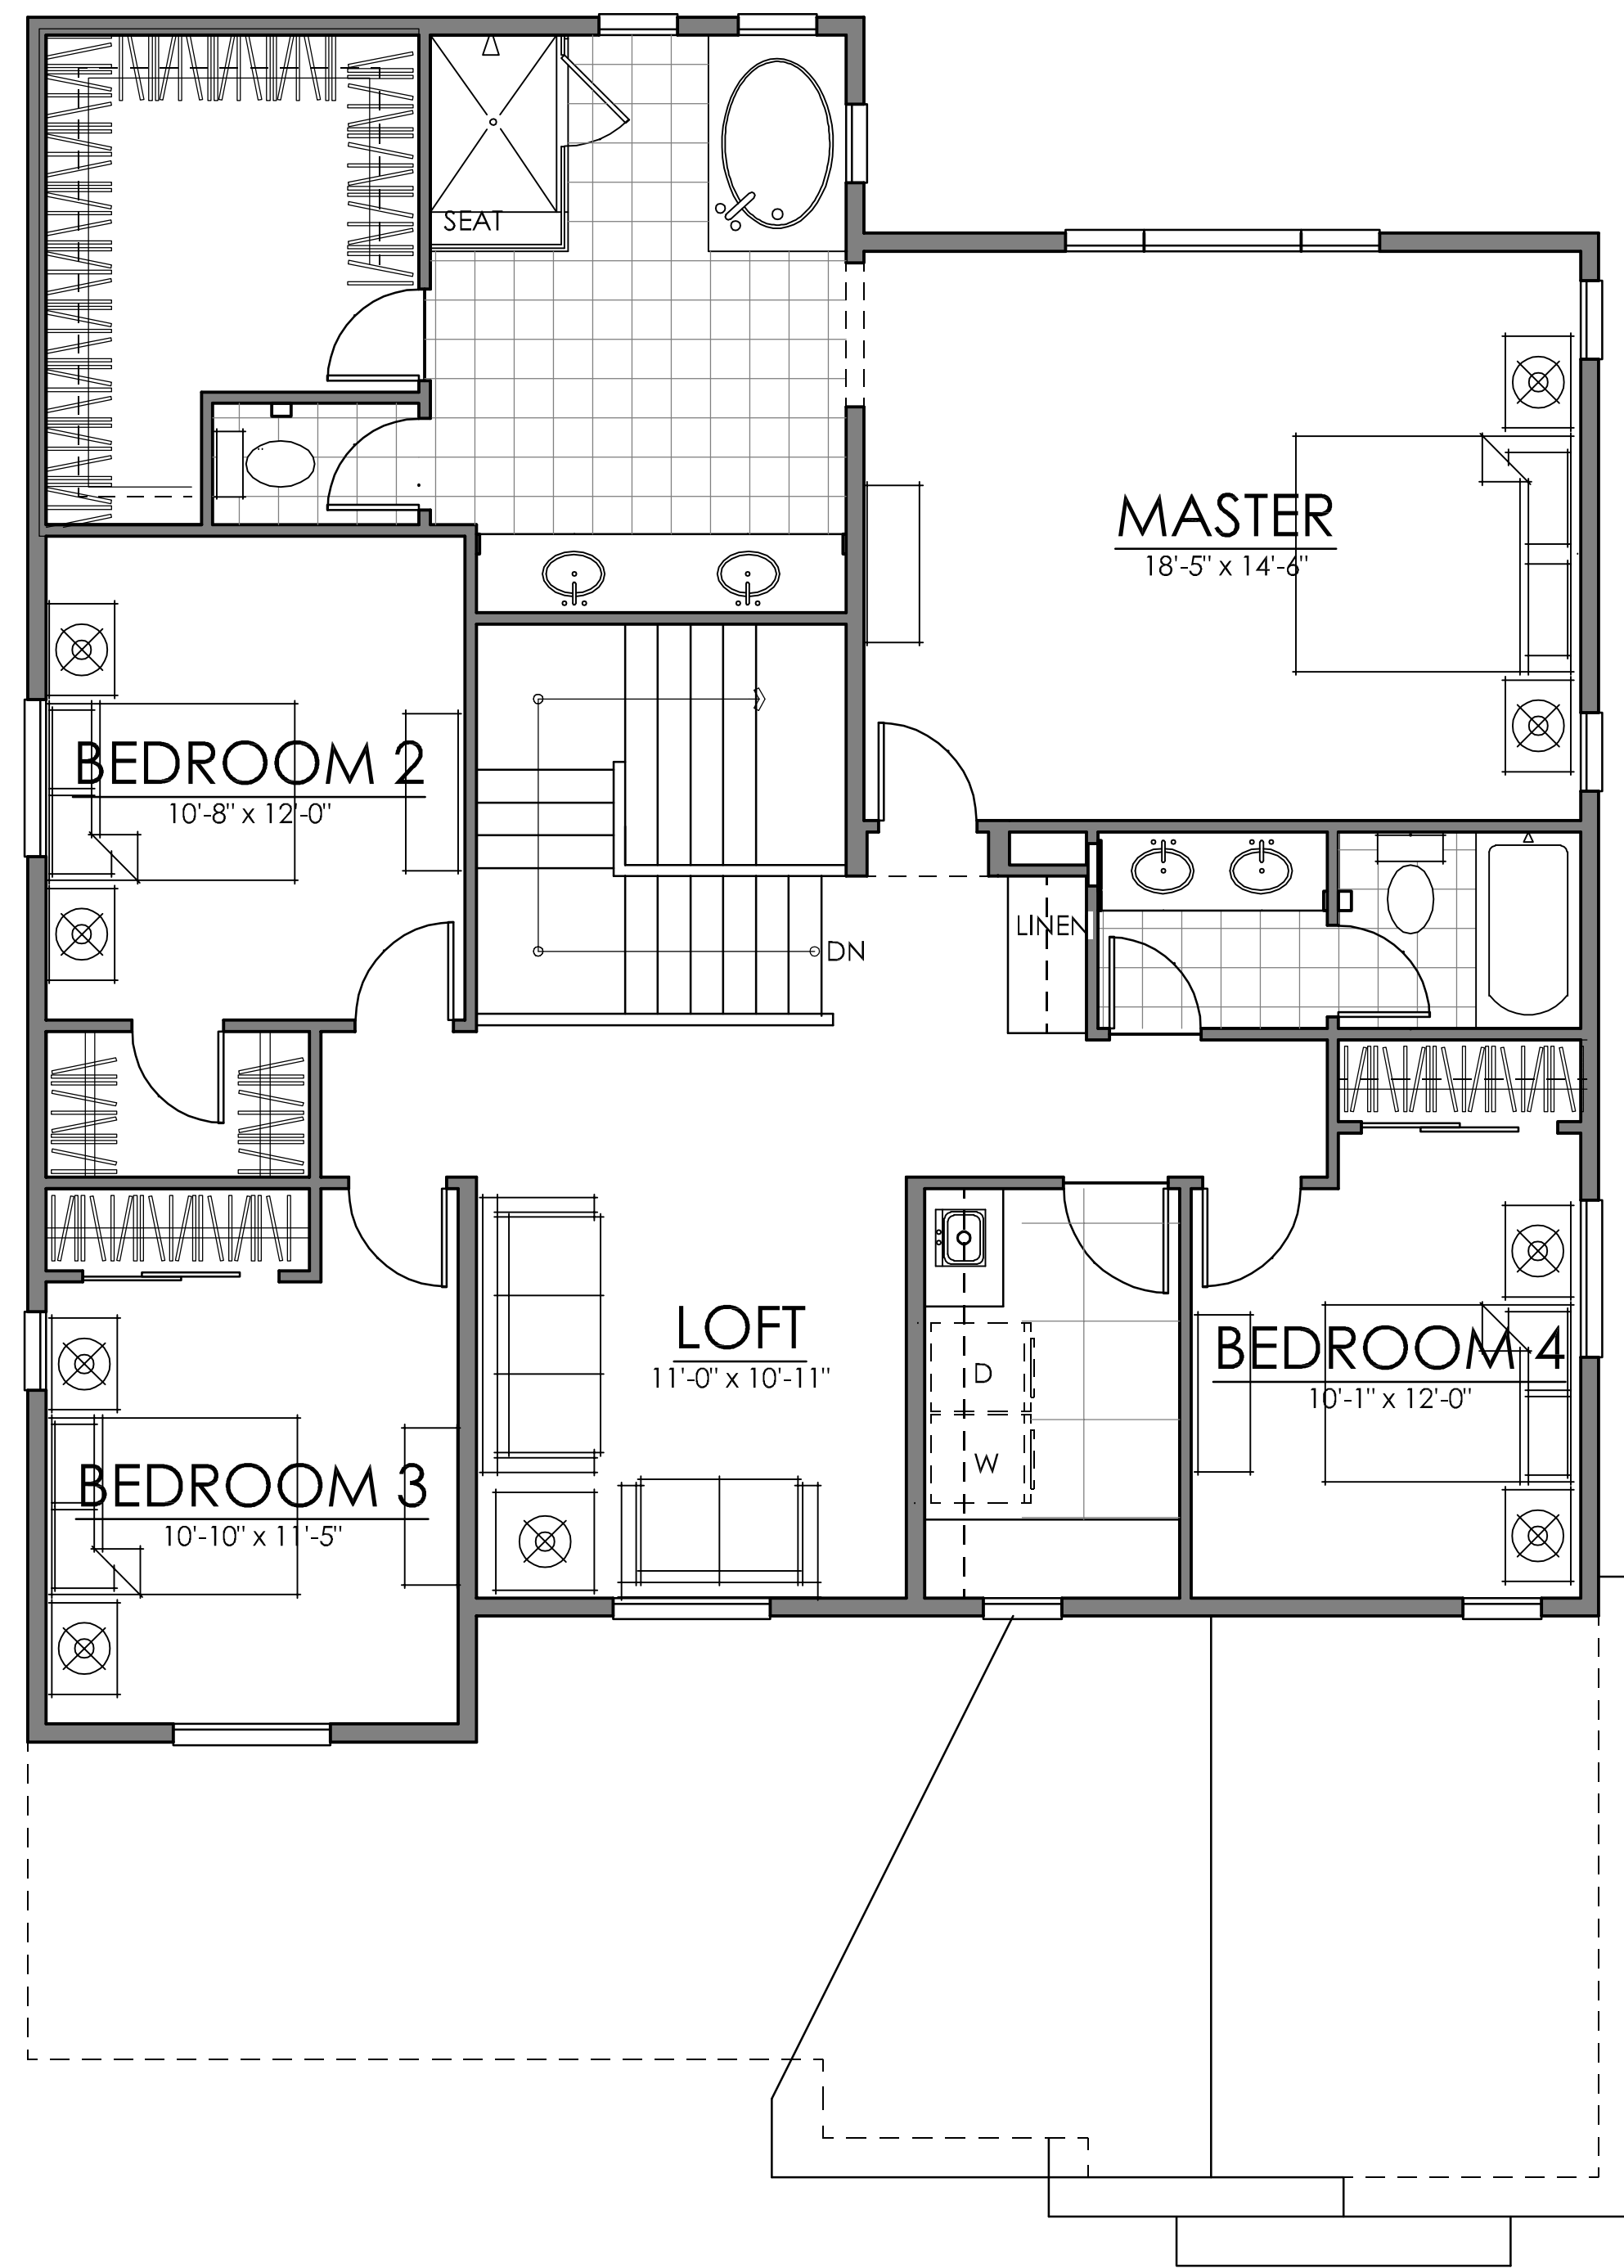 SEAT
MASTER
18'-5" x 14'-6"
BEDROOM 2
10'-8" x 12'-0"
LINEN
DN
LOFT
11'-0" x 10'-11"
BEDROOM 4
10'-1" x 12'-0"
D
W
BEDROOM 3
10'-10" x 11'-5"